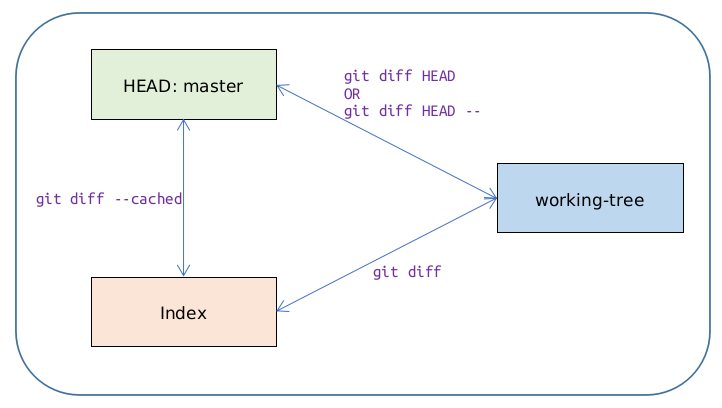 HEAD: master
git diff HEAD
OR
git diff HEAD --
git diff --cached
working-tree
git diff
Index